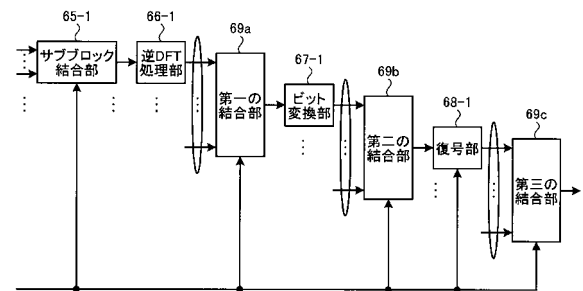 65-1
サブブロック
結合部
66-1
逆DFT
処理部
69a
第一の
結合部
67-1
ビット
変換部
69b
第二の
結合部
68-1
復号部
69c
第三の
結合部